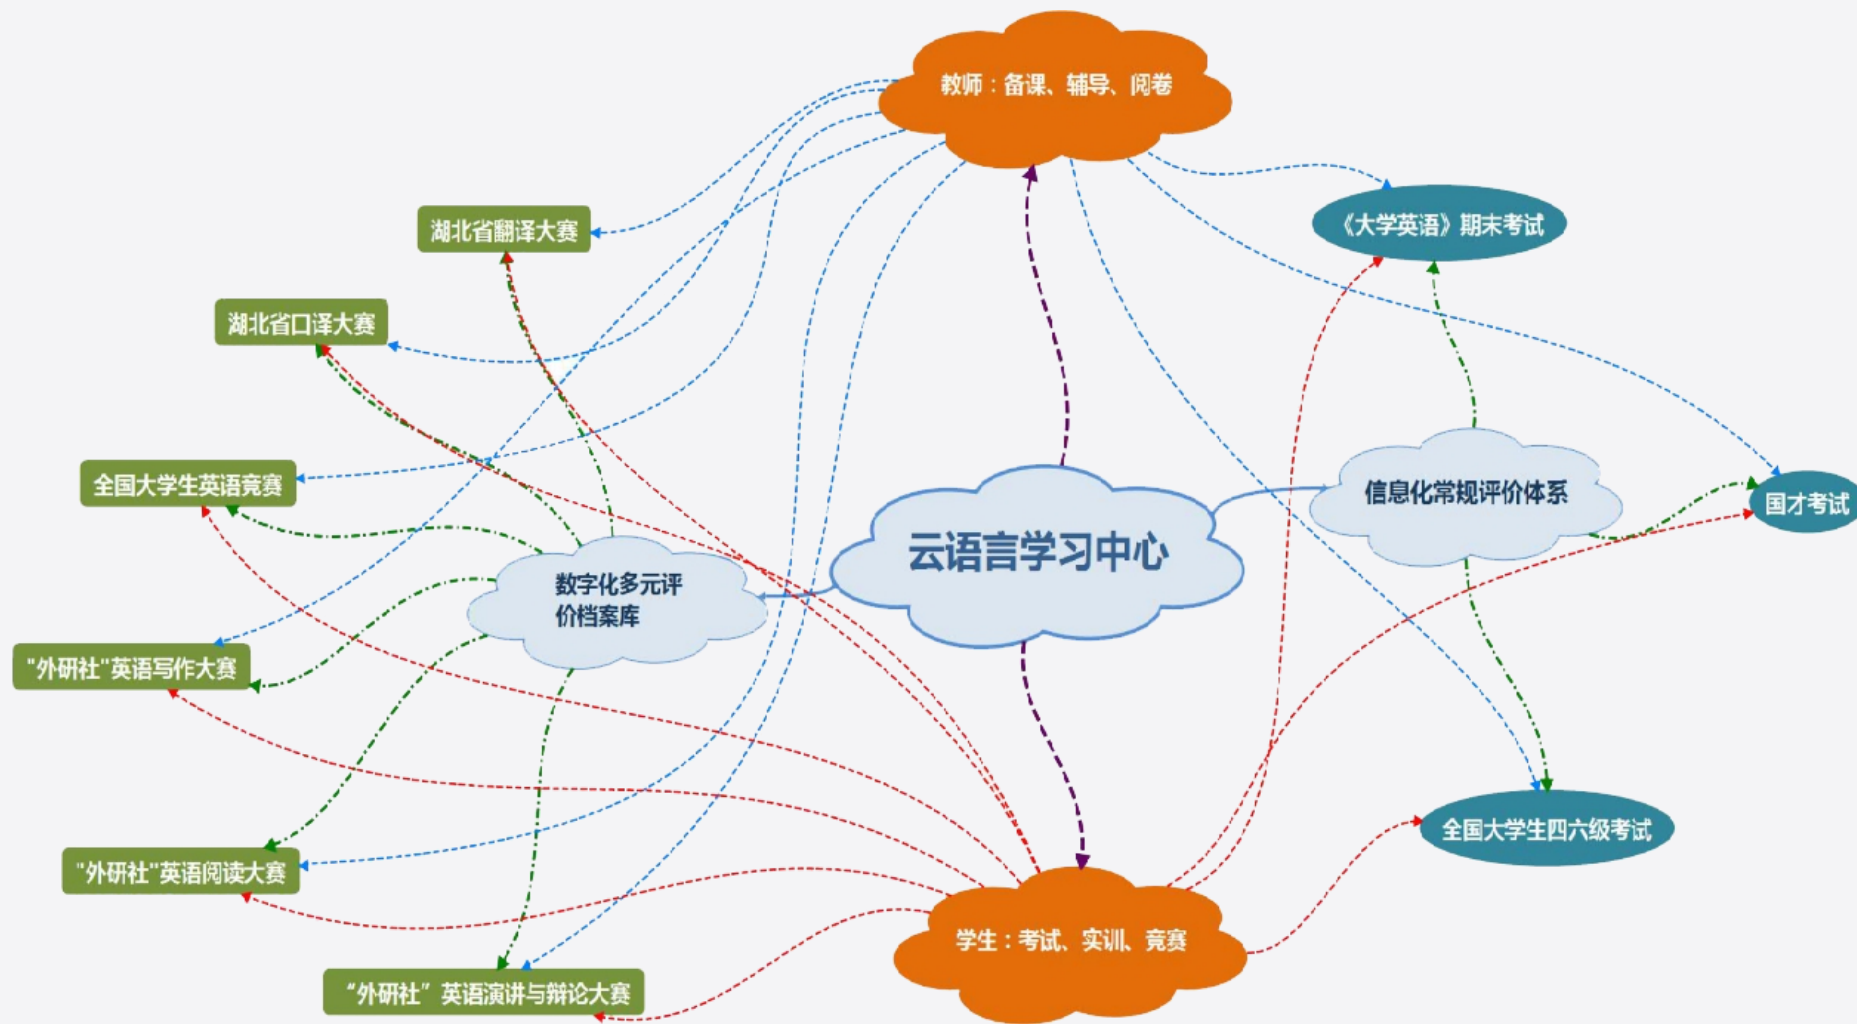 教师：备课、辅导、阅卷
湖北省翻译大赛
《大学英语》期末考试
湖北省口译大赛
全国大学生英语竞赛
信息化常规评价体系
国才考试
云语言学习中心
数字化多元评
价档案库
"外研社"英语写作大赛
全国大学生四六级考试
"外研社"英语阅读大赛
学生：考试、实训、竞赛
“外研社”英语演讲与辩论大赛